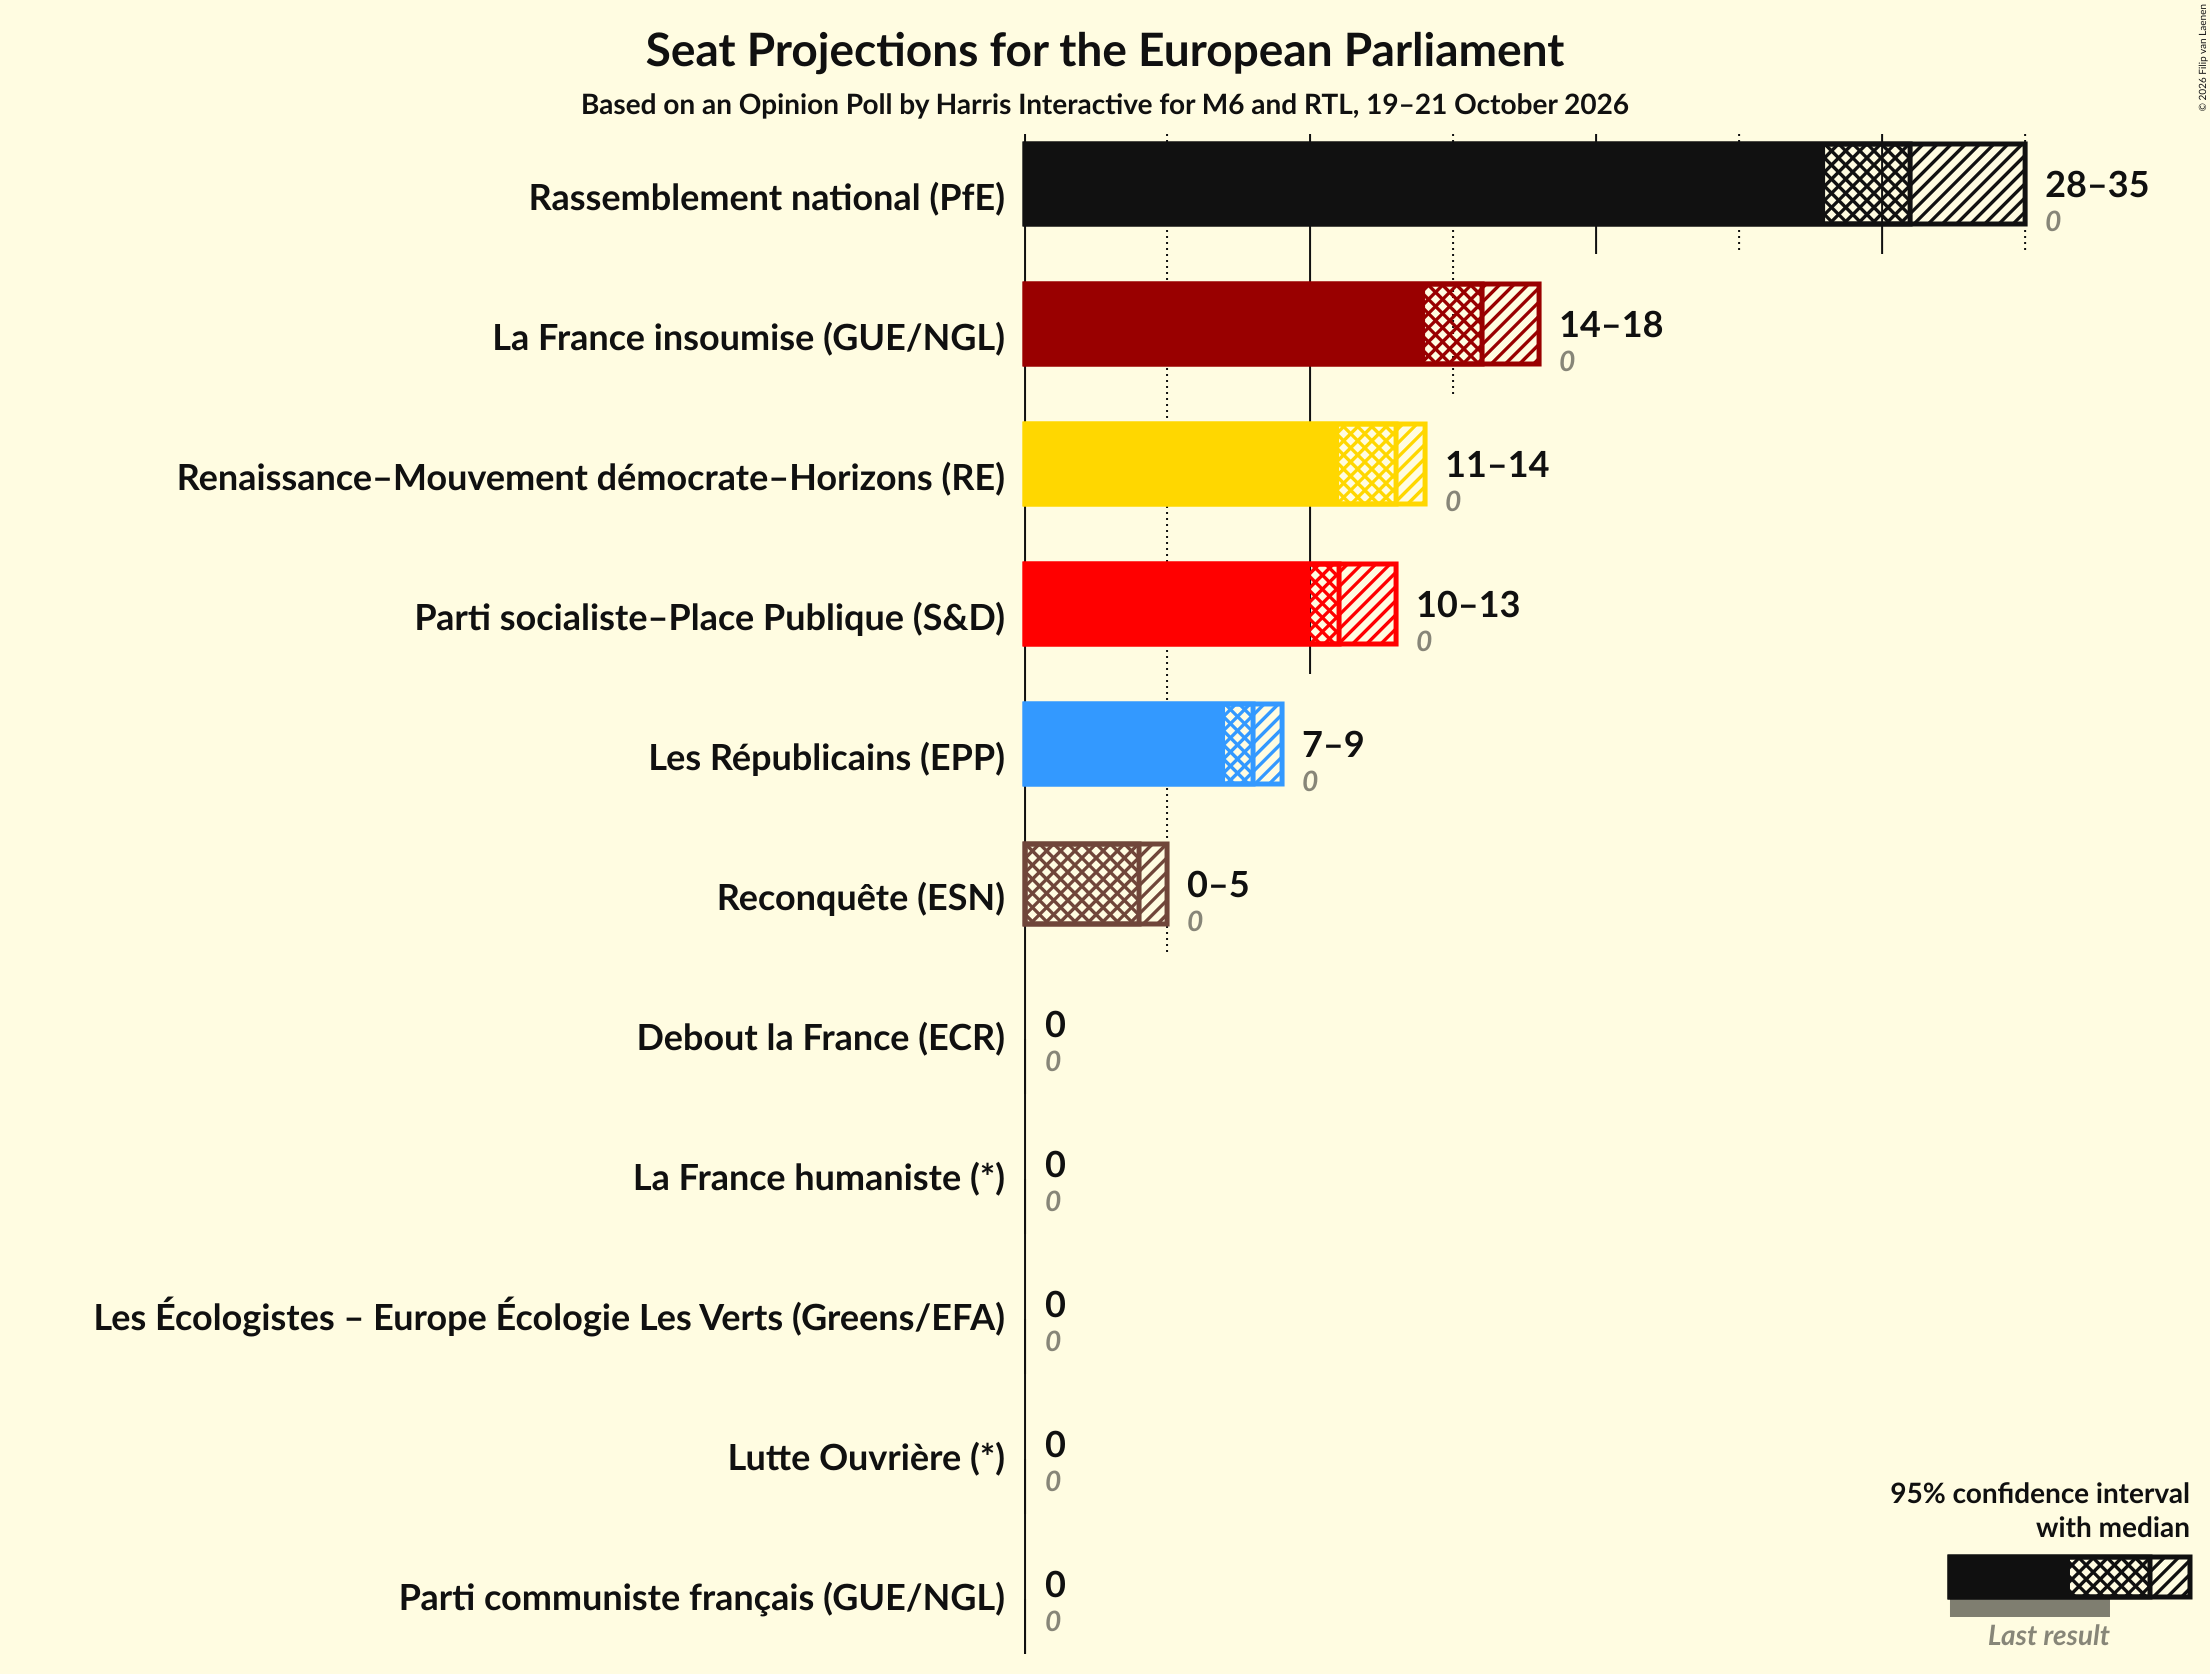 Seat Projections for the European Parliament
Based on an Opinion Poll by Harris Interactive for M6 and RTL, 19–21 October 2026
© 2026 Filip van Laenen
Rassemblement national (PfE)
28–35
0
La France insoumise (GUE/NGL)
14–18
0
Renaissance–Mouvement démocrate–Horizons (RE)
11–14
0
Parti socialiste–Place Publique (S&D)
10–13
0
Les Républicains (EPP)
7–9
0
Reconquête (ESN)
0–5
0
Debout la France (ECR)
0
0
La France humaniste (*)
0
0
Les Écologistes – Europe Écologie Les Verts (Greens/EFA)
0
0
Lutte Ouvrière (*)
0
0
Parti communiste français (GUE/NGL)
0
0
95% confidence interval
with median
Last result